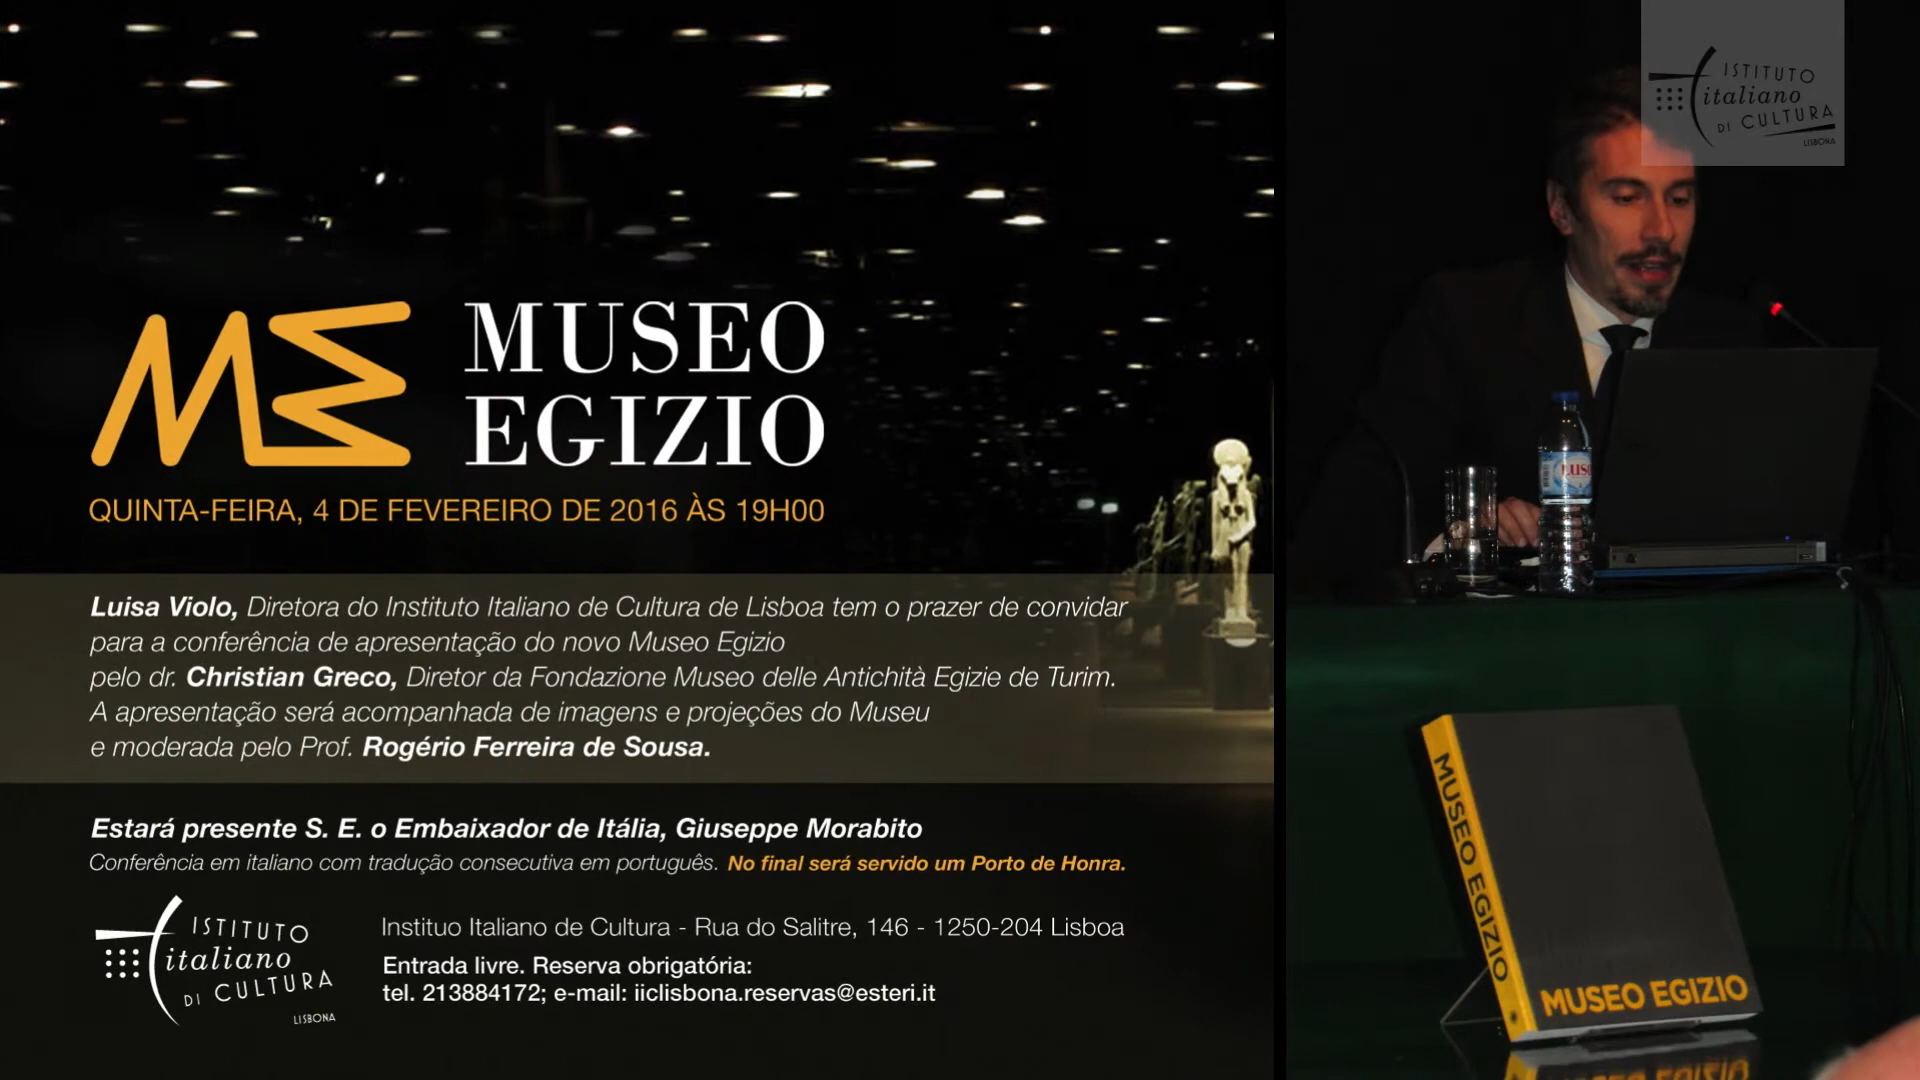 MUSEO
EGIZIO
QUINTA-FEIRA, 4 DE FEVEREIRO DE 2016 ÀS 19H00
Luisa Violo, Diretora do Instituto Italiano de Cultura de Lisboa tem o prazer de convidar
para a conferência de apresentação do novo Museo Egizio
pelo dr. Christian Greco, Diretor da Fondazione Museo delle Antichità Egizie de Turim.
A apresentação será acompanhada de imagens e projeções do Museu
e moderada pelo Prof. Rogério Ferreira de Sousa.
Estará presente S. E. o Embaixador de Itália, Giuseppe Morabito
Conferência em italiano com tradução consecutiva em português. No final será servido um Porto de Honra.
ISTITUTO
italiano
DI CULTURA
LISBONA
Instituo Italiano de Cultura - Rua do Salitre, 146 - 1250-204 Lisboa
Entrada livre. Reserva obrigatória:
tel. 213884172; e-mail: iiclisbona.reservas@esteri.it
ISTITUTO
italiano
DI CULTURA
LISBONA
LUSO
MUSEO EGIZIO
MUSEO EGIZIO
MUSEO EGIZIO